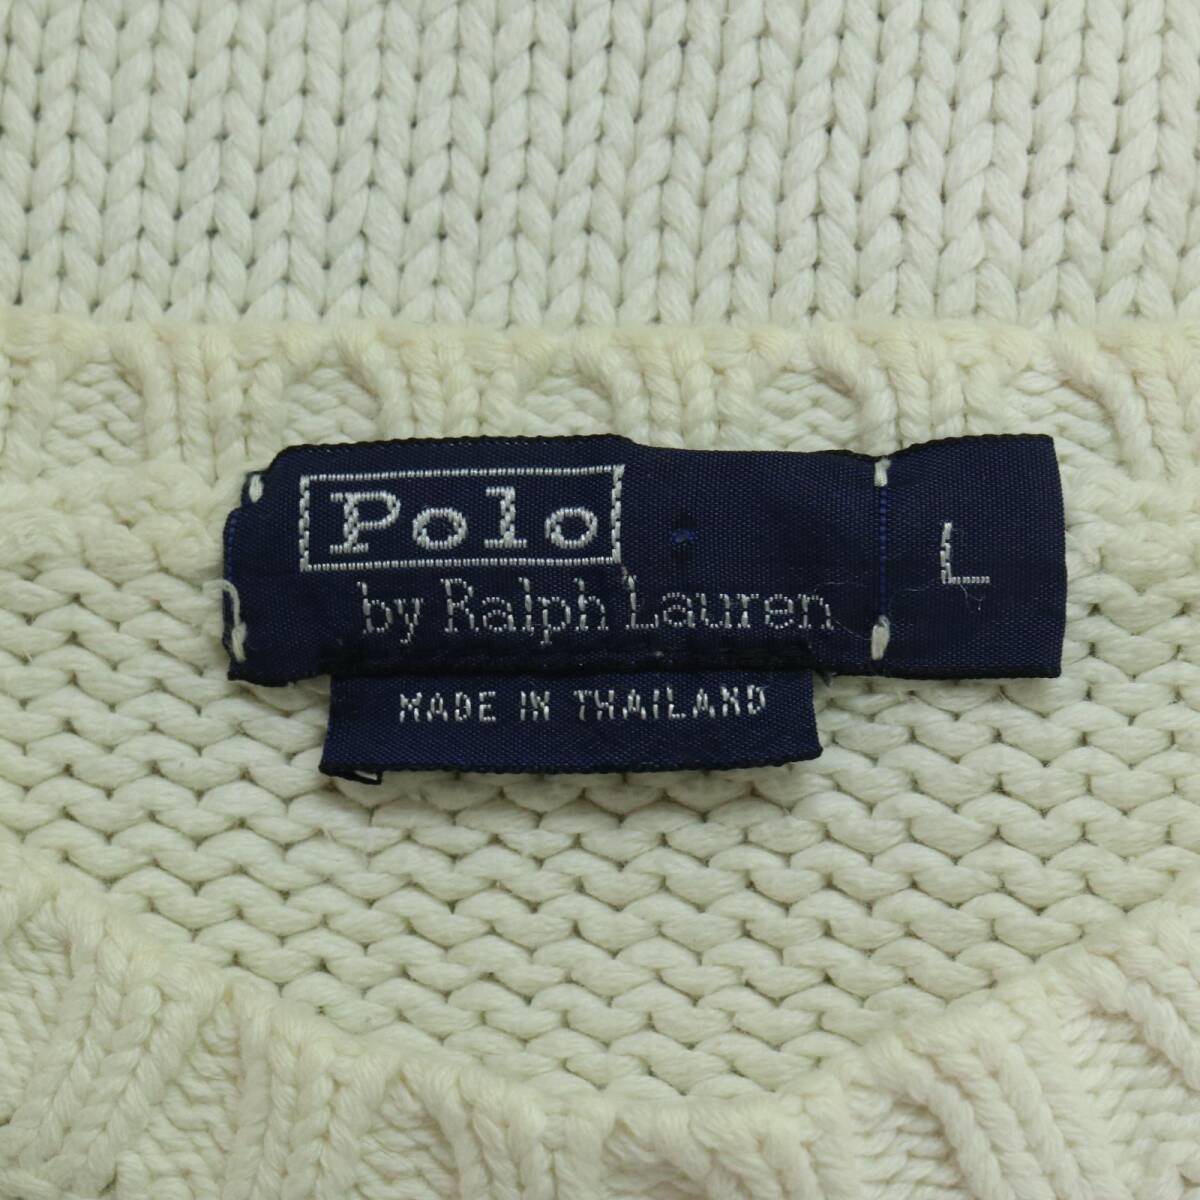 Polo
by Ralph Lauren
L
MADE IN THAILAND